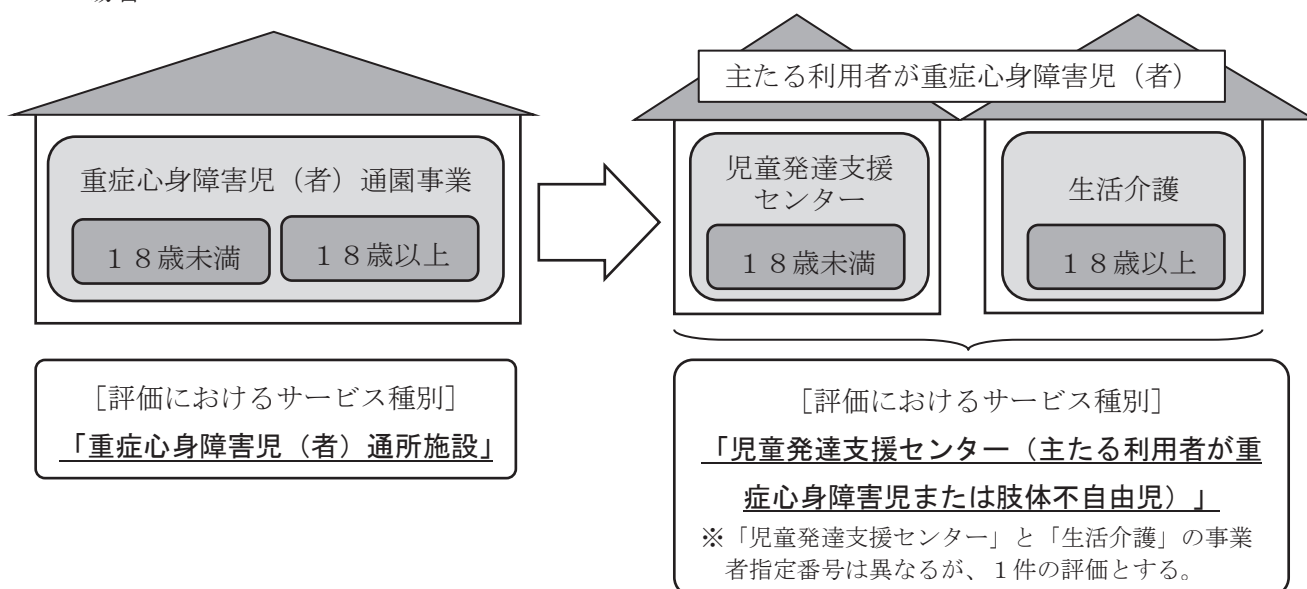 主たる利用者が重症心身障害児（者）
重症心身障害児（者）通園事業
１８歳未満
１８歳以上
児童発達支援
センター
１８歳未満
生活介護
１８歳以上
［評価におけるサービス種別］
「重症心身障害児（者）通所施設」
［評価におけるサービス種別］
「児童発達支援センター（主たる利用者が重
症心身障害児または肢体不自由児）」
※「児童発達支援センター」と「生活介護」の事業
者指定番号は異なるが、１件の評価とする。